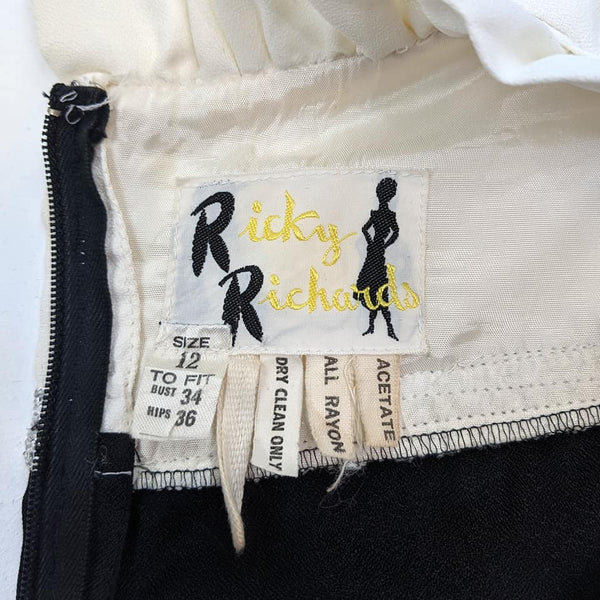 Ricky
Richards
SIZE
12
TO FIT
BUST 34
HIPS 36
DRY CLEAN ONLY
ALL RAYON
ACETATE